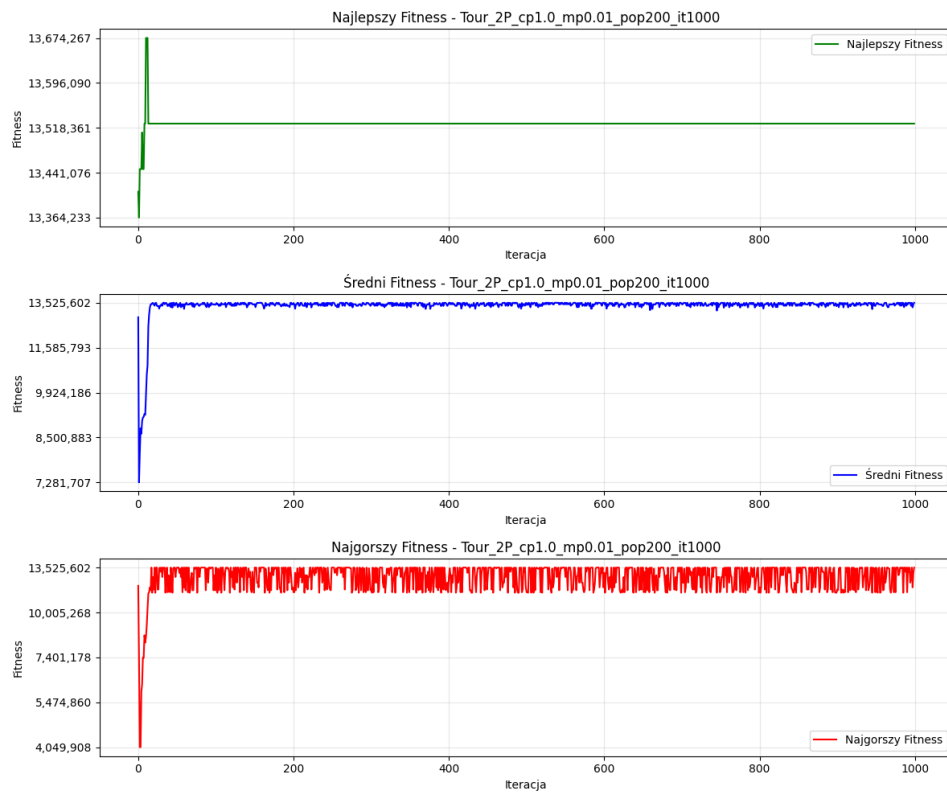 Najlepszy Fitness - Tour_2P_cp1.0_mp0.01_pop200_it1000
13,674,267
13,596,090
13,518,361
13,441,076
13,364,233
Fitness
Najlepszy Fitness
0
200
400
600
800
1000
Iteracja
Średni Fitness - Tour_2P_cp1.0_mp0.01_pop200_it1000
13,525,602
11,585,793
9,924,186
8,500,883
7,281,707
Fitness
Średni Fitness
0
200
400
600
800
1000
Iteracja
Najgorszy Fitness - Tour_2P_cp1.0_mp0.01_pop200_it1000
13,525,602
10,005,268
7,401,178
5,474,860
4,049,908
Fitness
Najgorszy Fitness
0
200
400
600
800
1000
Iteracja